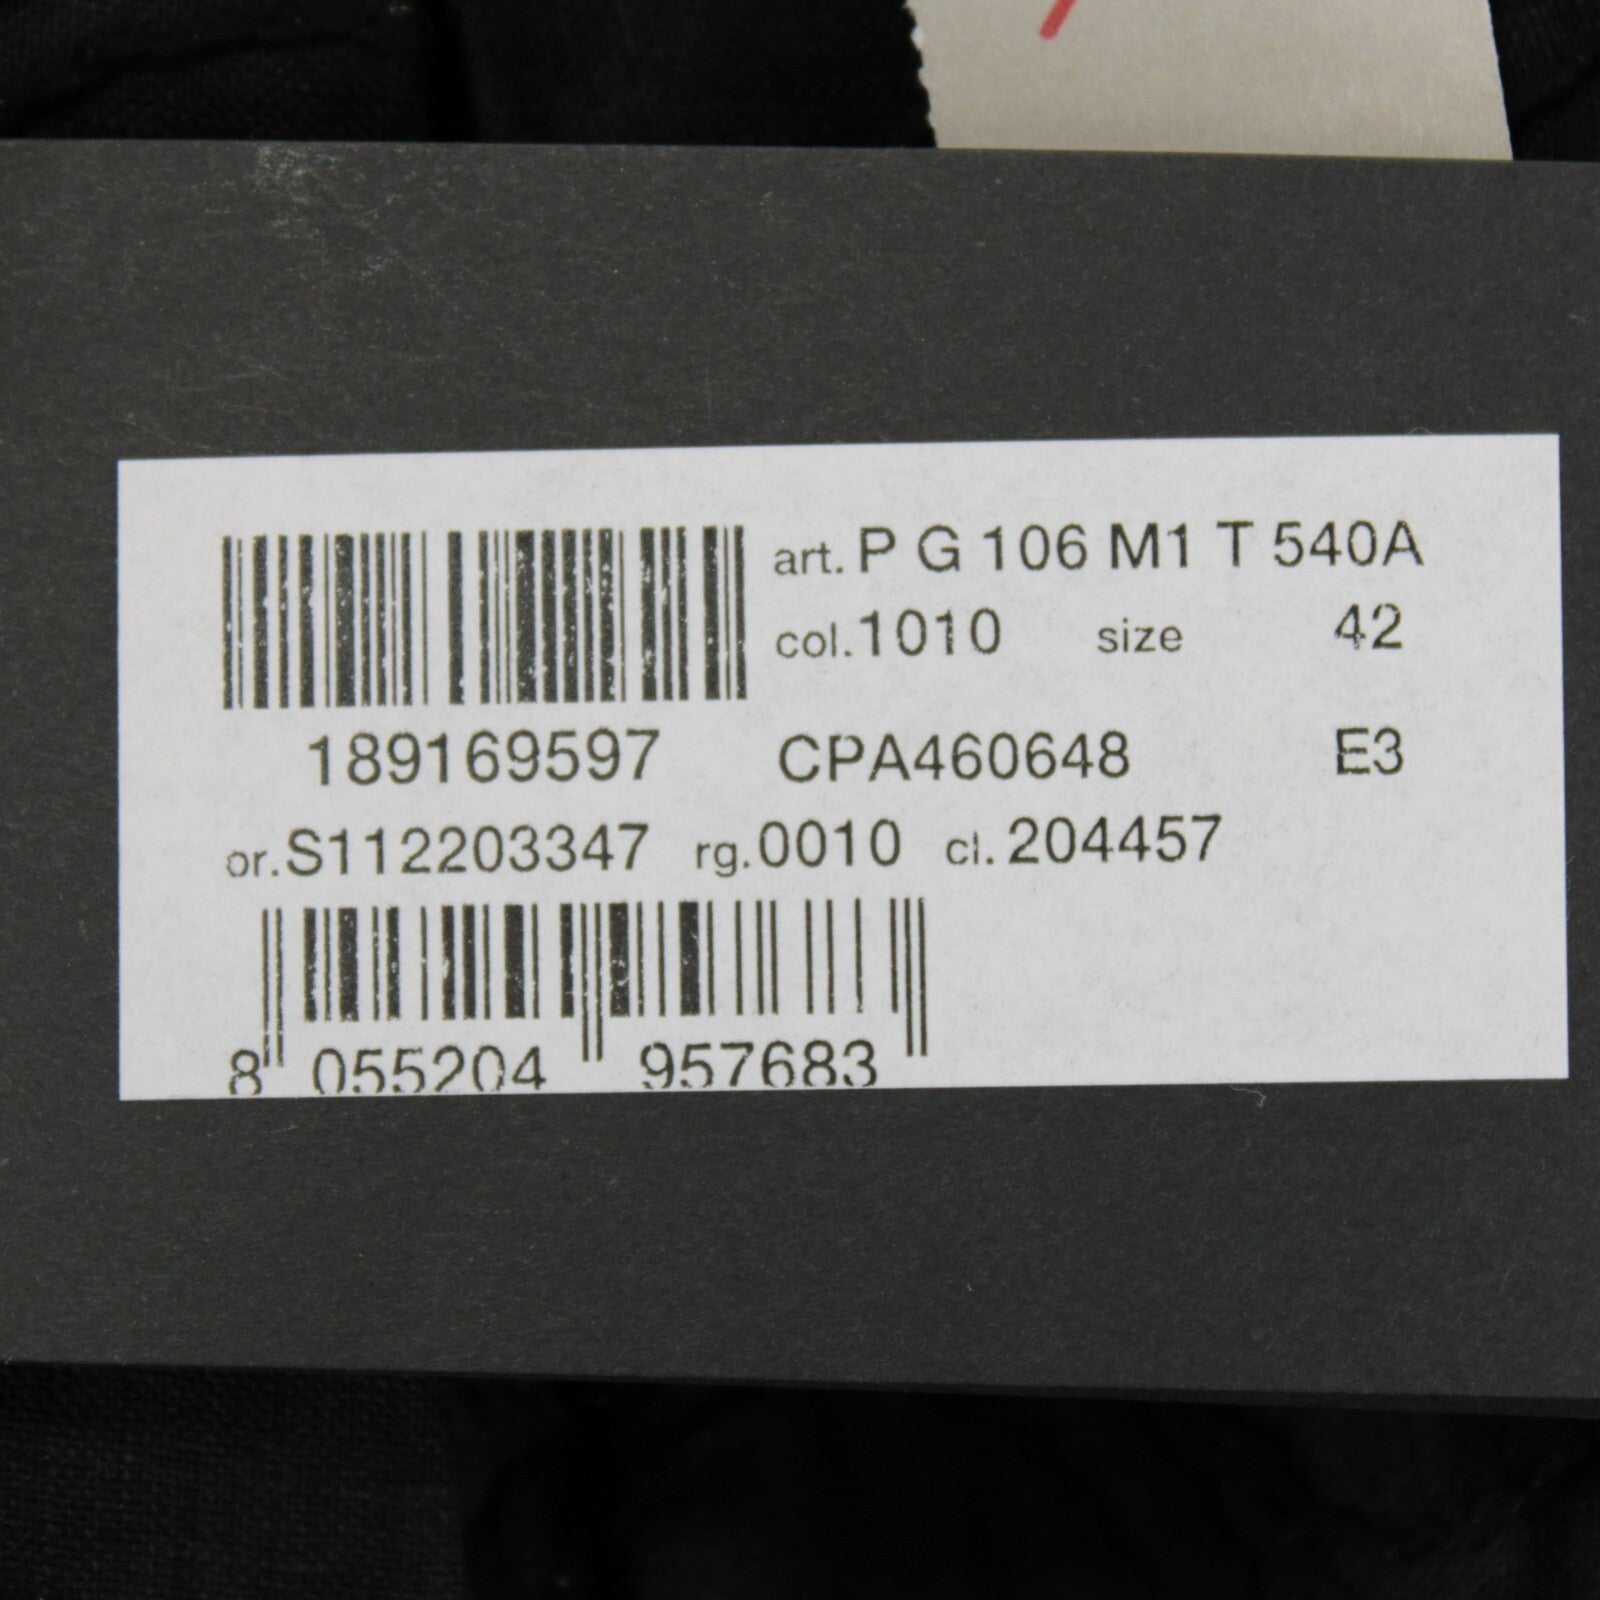 art. P G 106 M1 T 540A
col. 1010 size 42
189169597 CPA460648 E3
or. S112203347 rg. 0010 cl. 204457
8 055204 957683